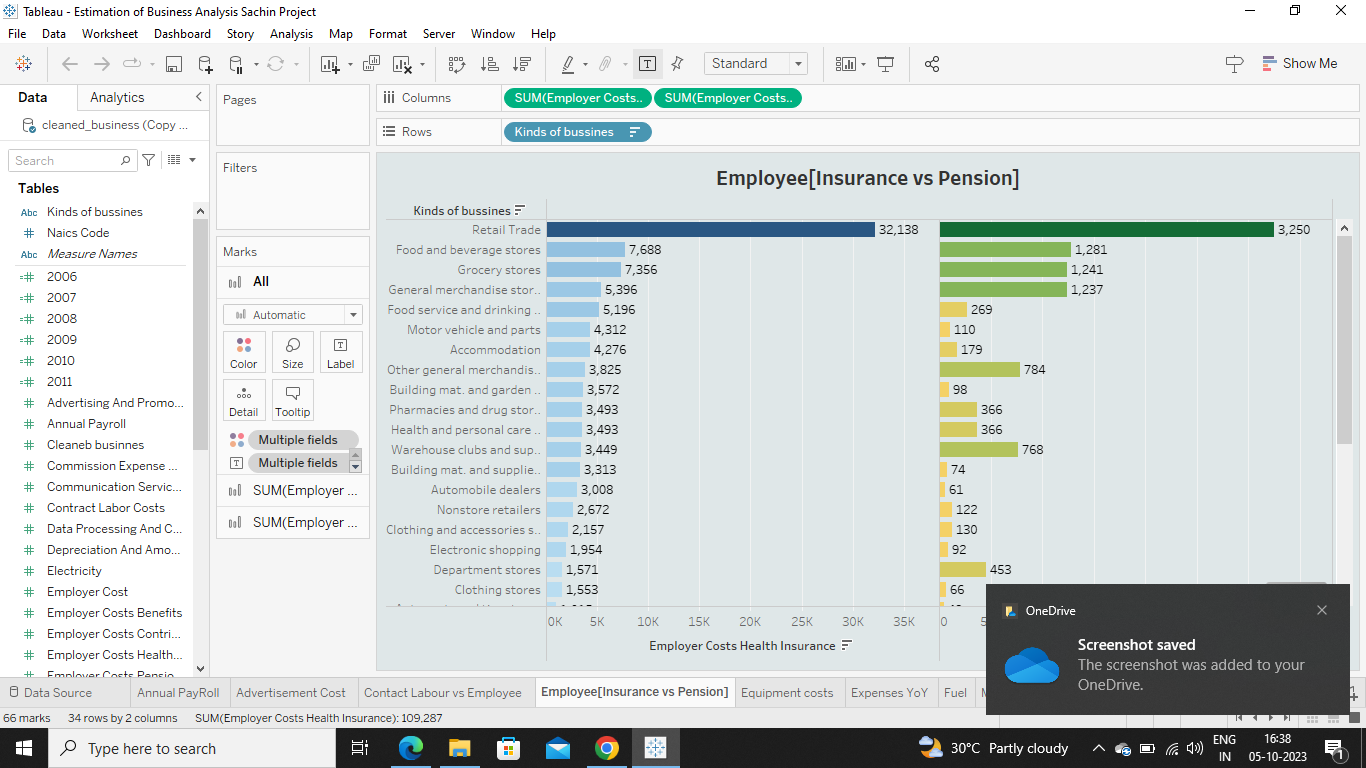 Tableau - Estimation of Business Analysis Sachin Project
File Data Worksheet Dashboard Story Analysis Map Format Server Window Help
Standard
Show Me
Data Analytics
cleaned_business (Copy ...
Search
Tables
Abc Kinds of bussines
# Naics Code
Abc Measure Names
=# 2006
=# 2007
=# 2008
=# 2009
=# 2010
=# 2011
# Advertising And Promo...
# Annual Payroll
# Cleaneb businnes
# Commission Expense ...
# Communication Servic...
# Contract Labor Costs
# Data Processing And C...
# Depreciation And Amo...
# Electricity
# Employer Cost
# Employer Costs Benefits
# Employer Costs Contri...
# Employer Costs Health...
# Employer Costs Pensio...
Pages
Filters
Marks
All
Automatic
Color Size Label
Detail Tooltip
Multiple fields
Multiple fields
SUM(Employer ...
SUM(Employer ...
Columns SUM(Employer Costs.. SUM(Employer Costs..
Rows Kinds of bussines
Employee[Insurance vs Pension]
Kinds of bussines
Retail Trade 32,138 3,250
Food and beverage stores 7,688 1,281
Grocery stores 7,356 1,241
General merchandise stor.. 5,396 1,237
Food service and drinking .. 5,196 269
Motor vehicle and parts 4,312 110
Accommodation 4,276 179
Other general merchandis.. 3,825 784
Building mat. and garden .. 3,572 98
Pharmacies and drug stor.. 3,493 366
Health and personal care .. 3,493 366
Warehouse clubs and sup.. 3,449 768
Building mat. and supplie.. 3,313 74
Automobile dealers 3,008 61
Nonstore retailers 2,672 122
Clothing and accessories s.. 2,157 130
Electronic shopping 1,954 92
Department stores 1,571 453
Clothing stores 1,553 66
0K 5K 10K 15K 20K 25K 30K 35K 0
Employer Costs Health Insurance
OneDrive
Screenshot saved
The screenshot was added to your
OneDrive.
Data Source Annual PayRoll Advertisement Cost Contact Labour vs Employee Employee[Insurance vs Pension] Equipment costs Expenses YoY Fuel
66 marks 34 rows by 2 columns SUM(Employer Costs Health Insurance): 109,287
Type here to search
30°C Partly cloudy
ENG
IN
16:38
05-10-2023
1